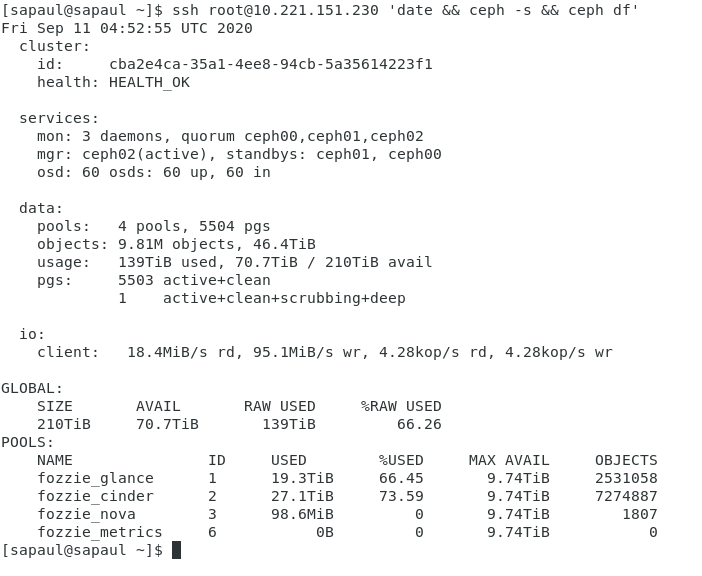 [sapaul@sapaul ~]$ ssh root@10.221.151.230 'date && ceph -s && ceph df'
Fri Sep 11 04:52:55 UTC 2020
  cluster:
    id:     cba2e4ca-35a1-4ee8-94cb-5a35614223f1
    health: HEALTH_OK

  services:
    mon: 3 daemons, quorum ceph00,ceph01,ceph02
    mgr: ceph02(active), standbys: ceph01, ceph00
    osd: 60 osds: 60 up, 60 in

  data:
    pools:   4 pools, 5504 pgs
    objects: 9.81M objects, 46.4TiB
    usage:   139TiB used, 70.7TiB / 210TiB avail
    pgs:     5503 active+clean
             1    active+clean+scrubbing+deep

  io:
    client:   18.4MiB/s rd, 95.1MiB/s wr, 4.28kop/s rd, 4.28kop/s wr

GLOBAL:
    SIZE       AVAIL       RAW USED     %RAW USED
    210TiB     70.7TiB       139TiB         66.26
POOLS:
    NAME               ID     USED        %USED     MAX AVAIL     OBJECTS
    fozzie_glance      1      19.3TiB     66.45       9.74TiB     2531058
    fozzie_cinder      2      27.1TiB     73.59       9.74TiB     7274887
    fozzie_nova        3      98.6MiB         0       9.74TiB        1807
    fozzie_metrics     6           0B         0       9.74TiB           0
[sapaul@sapaul ~]$